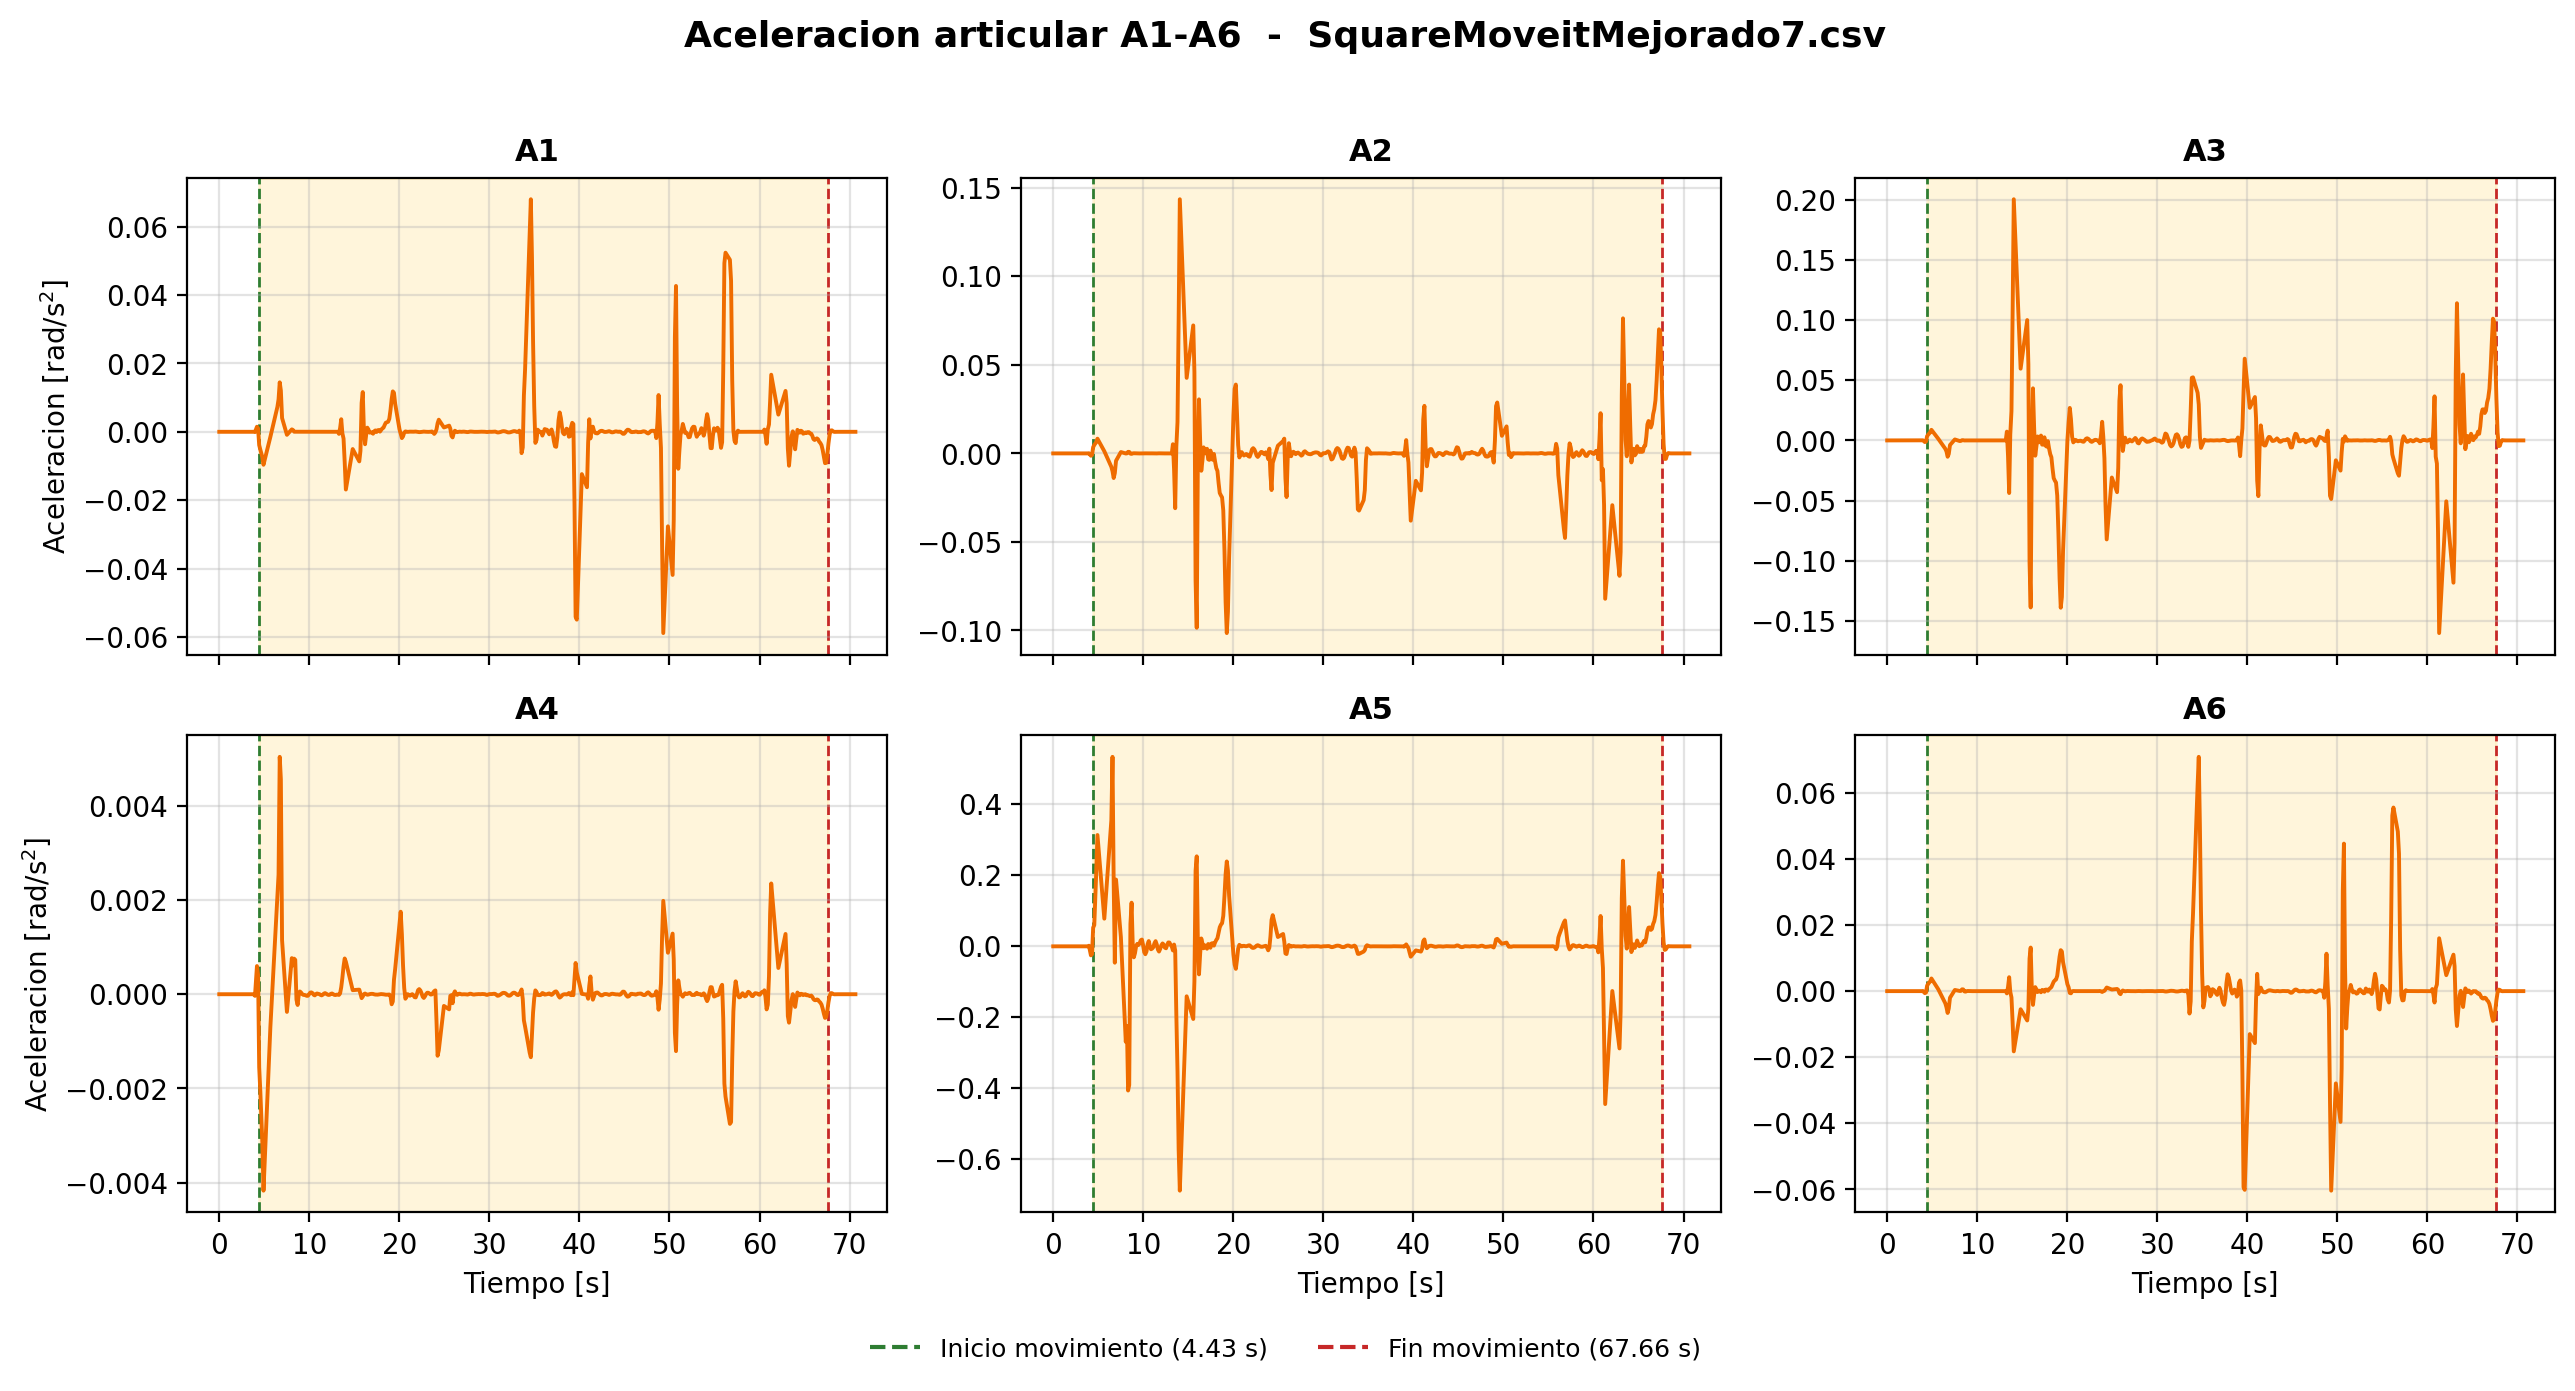 Aceleracion articular A1-A6  -  SquareMoveitMejorado7.csv
A1
A2
A3
Aceleracion [rad/s²]
0.06
0.04
0.02
0.00
−0.02
−0.04
−0.06
0.15
0.10
0.05
0.00
−0.05
−0.10
0.20
0.15
0.10
0.05
0.00
−0.05
−0.10
−0.15
A4
A5
A6
Aceleracion [rad/s²]
0.004
0.002
0.000
−0.002
−0.004
0.4
0.2
0.0
−0.2
−0.4
−0.6
0.06
0.04
0.02
0.00
−0.02
−0.04
−0.06
0 10 20 30 40 50 60 70
0 10 20 30 40 50 60 70
0 10 20 30 40 50 60 70
Tiempo [s]
Tiempo [s]
Tiempo [s]
Inicio movimiento (4.43 s)
Fin movimiento (67.66 s)